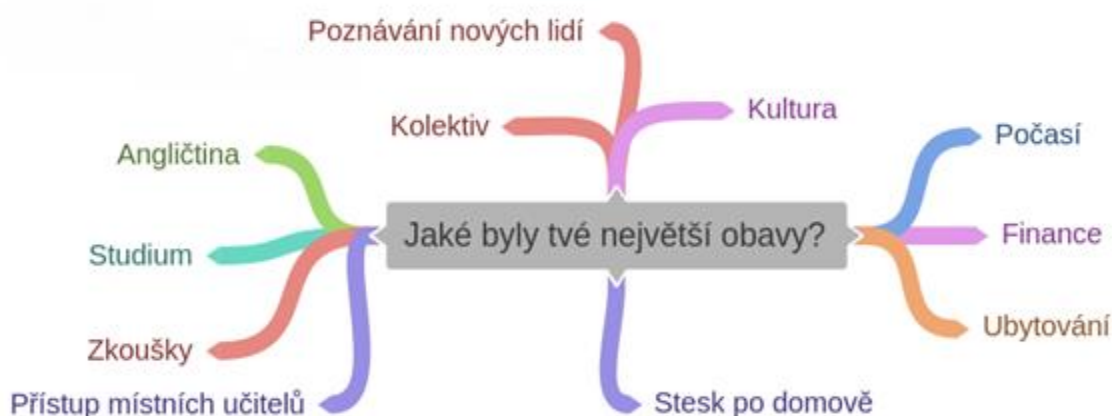 Poznávání nových lidí
Kolektiv
Kultura
Angličtina
Počasí
Jaké byly tvé největší obavy?
Studium
Finance
Zkoušky
Ubytování
Přístup místních učitelů
Stesk po domově